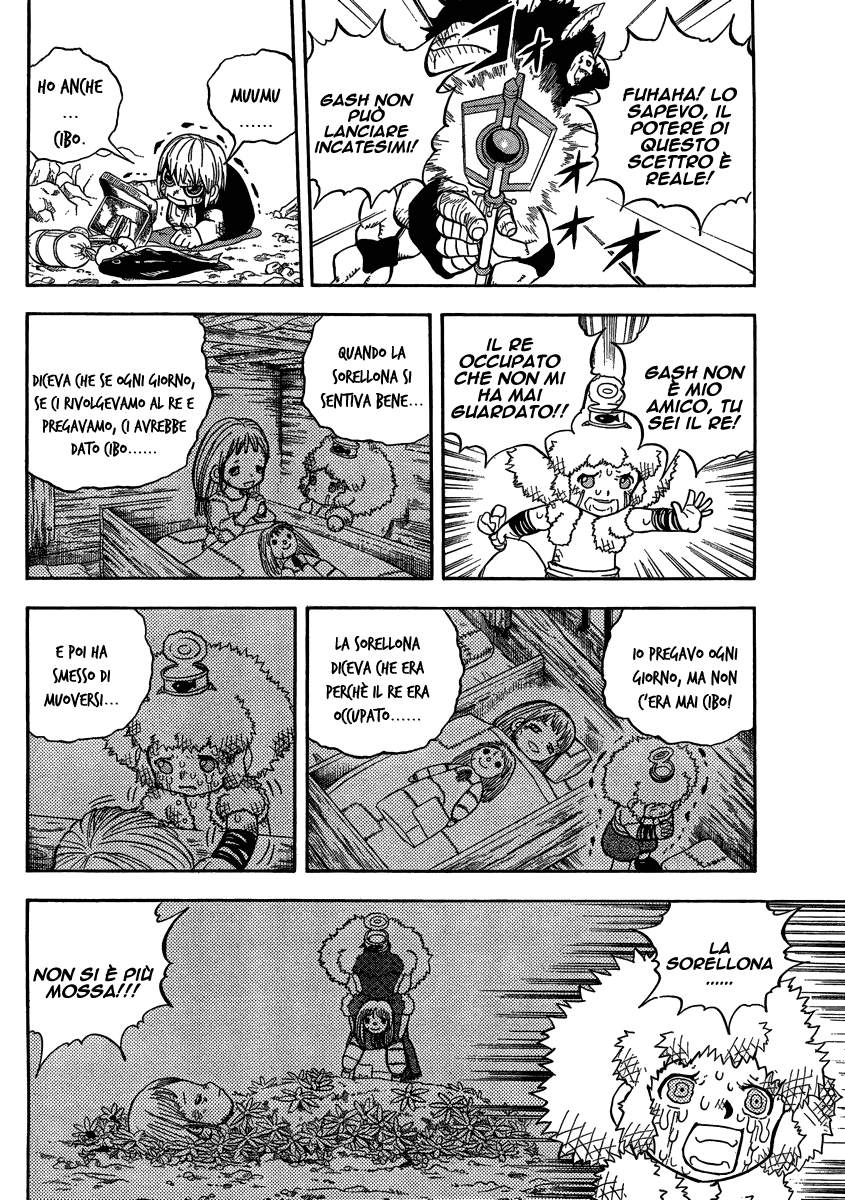 FUHAHA! LO
SAPEVO, IL
POTERE DI
QUESTO
SCETTRO È
REALE!
GASH NON
PUÒ
LANCIARE
INCATESIMI!
MUUMU
......
HO ANCHE
...
CIBO.
GASH NON
È MIO
AMICO, TU
SEI IL RE!
IL RE
OCCUPATO
CHE NON MI
HA MAI
GUARDATO!!
QUANDO LA
SORELLONA SI
SENTIVA BENE...
DICEVA CHE SE OGNI GIORNO,
SE CI RIVOLGEVAMO AL RE E
PREGAVAMO, CI AVREBBE
DATO CIBO......
IO PREGAVO OGNI
GIORNO, MA NON
C'ERA MAI CIBO!
LA SORELLONA
DICEVA CHE ERA
PERCHÈ IL RE ERA
OCCUPATO......
E POI HA
SMESSO DI
MUOVERSI...
LA
SORELLONA
......
NON SI È PIÙ
MOSSA!!!